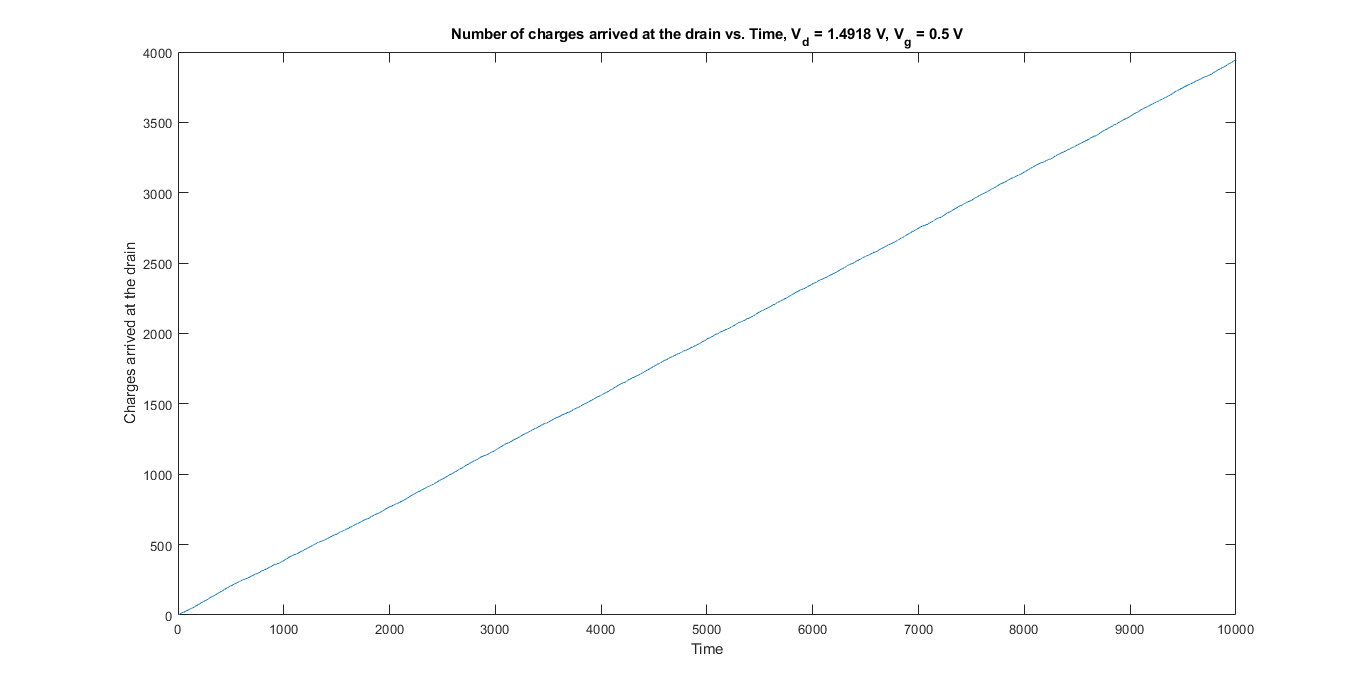 Number of charges arrived at the drain vs. Time, V_d = 1.4918 V, V_g = 0.5 V
4000
3500
3000
2500
2000
1500
1000
500
0
Charges arrived at the drain
0 1000 2000 3000 4000 5000 6000 7000 8000 9000 10000
Time